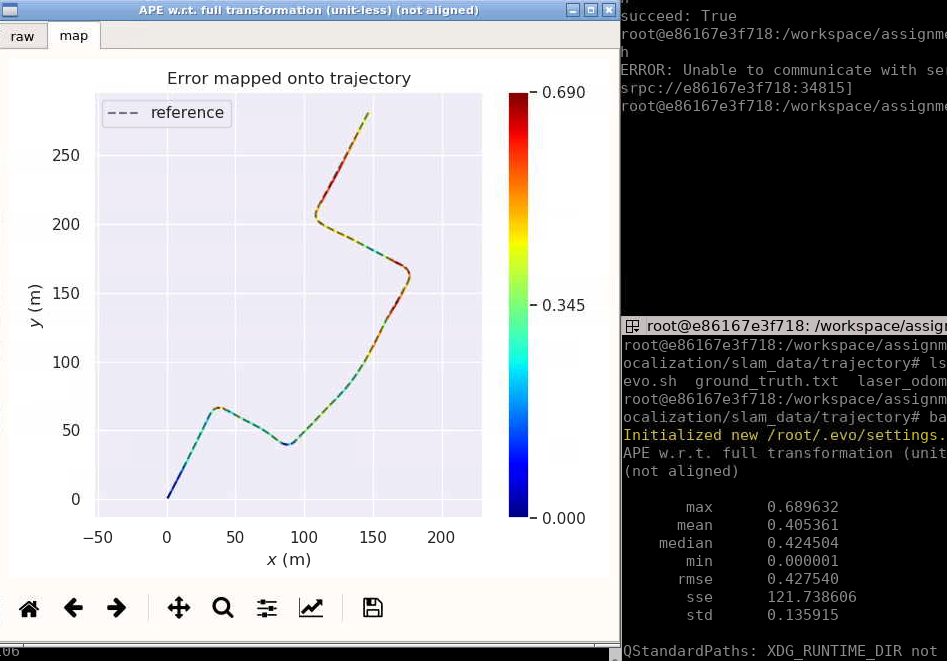 APE w.r.t. full transformation (unit-less) (not aligned)
raw map
Error mapped onto trajectory
reference
250
200
150
100
50
0
y (m)
−50 0 50 100 150 200
x (m)
0.690
0.345
0.000
succeed: True
root@e86167e3f718:/workspace/assignme
h
ERROR: Unable to communicate with ser
srpc://e86167e3f718:34815]
root@e86167e3f718:/workspace/assignme
root@e86167e3f718: /workspace/assign
root@e86167e3f718:/workspace/assignm
ocalization/slam_data/trajectory# ls
evo.sh ground_truth.txt laser_odom
root@e86167e3f718:/workspace/assignm
ocalization/slam_data/trajectory# ba
Initialized new /root/.evo/settings.
APE w.r.t. full transformation (unit
(not aligned)
max 0.689632
mean 0.405361
median 0.424504
min 0.000001
rmse 0.427540
sse 121.738606
std 0.135915
QStandardPaths: XDG_RUNTIME_DIR not